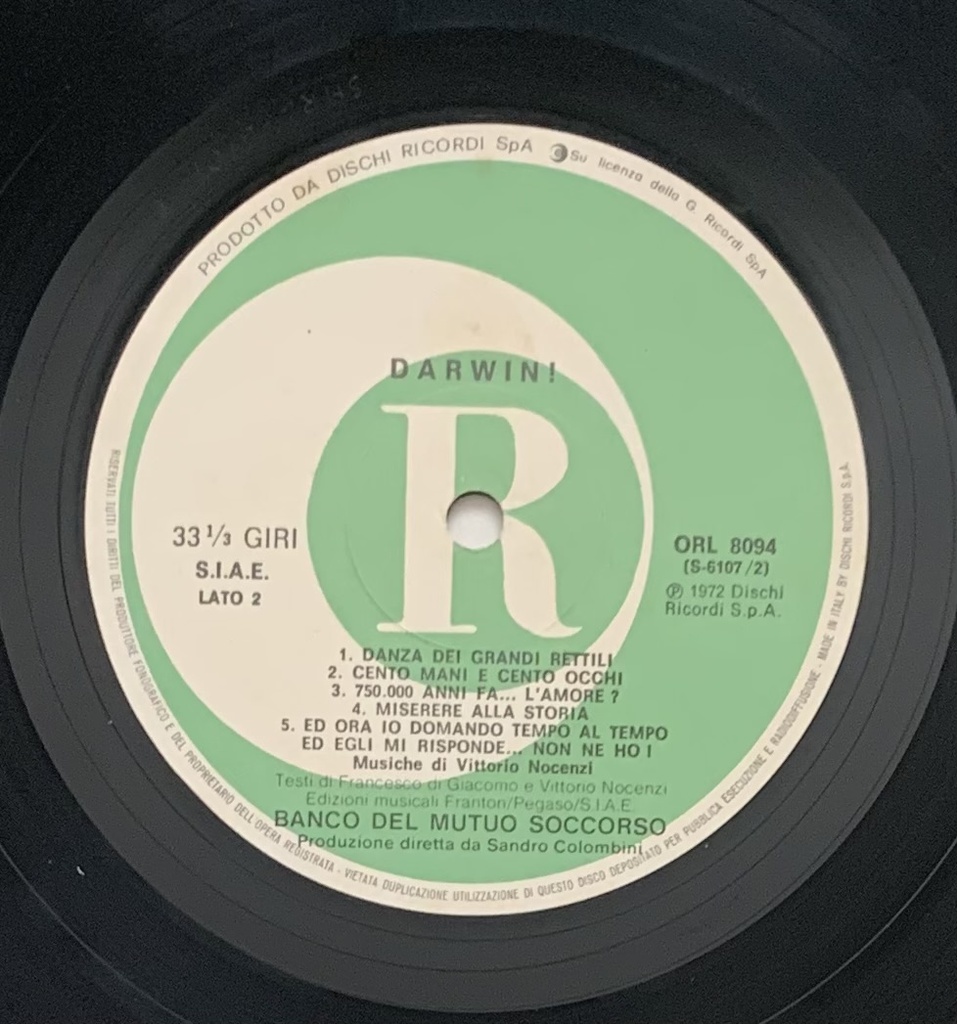 PRODOTTO DA DISCHI RICORDI SpA
Su licenza della G. Ricordi SpA
DARWIN!
R
33 1/3 GIRI
S.I.A.E.
LATO 2
ORL 8094
(S-6107/2)
Ⓟ 1972 Dischi
Ricordi S.p.A.
1. DANZA DEI GRANDI RETTILI
2. CENTO MANI E CENTO OCCHI
3. 750.000 ANNI FA... L'AMORE ?
4. MISERERE ALLA STORIA
5. ED ORA IO DOMANDO TEMPO AL TEMPO
ED EGLI MI RISPONDE... NON NE HO !
Musiche di Vittorio Nocenzi
Testi di Francesco di Giacomo e Vittorio Nocenzi
Edizioni musicali Franton/Pegaso/S.I.A.E.
BANCO DEL MUTUO SOCCORSO
Produzione diretta da Sandro Colombini
RISERVATI TUTTI I DIRITTI DEL PRODUTTORE FONOGRAFICO E DEL PROPRIETARIO DELL'OPERA REGISTRATA - VIETATA DUPLICAZIONE UTILIZZAZIONE DI QUESTO DISCO DEPOSITATO PER PUBBLICA ESECUZIONE E RADIODIFFUSIONE - MADE IN ITALY BY DISCHI RICORDI S.p.A.